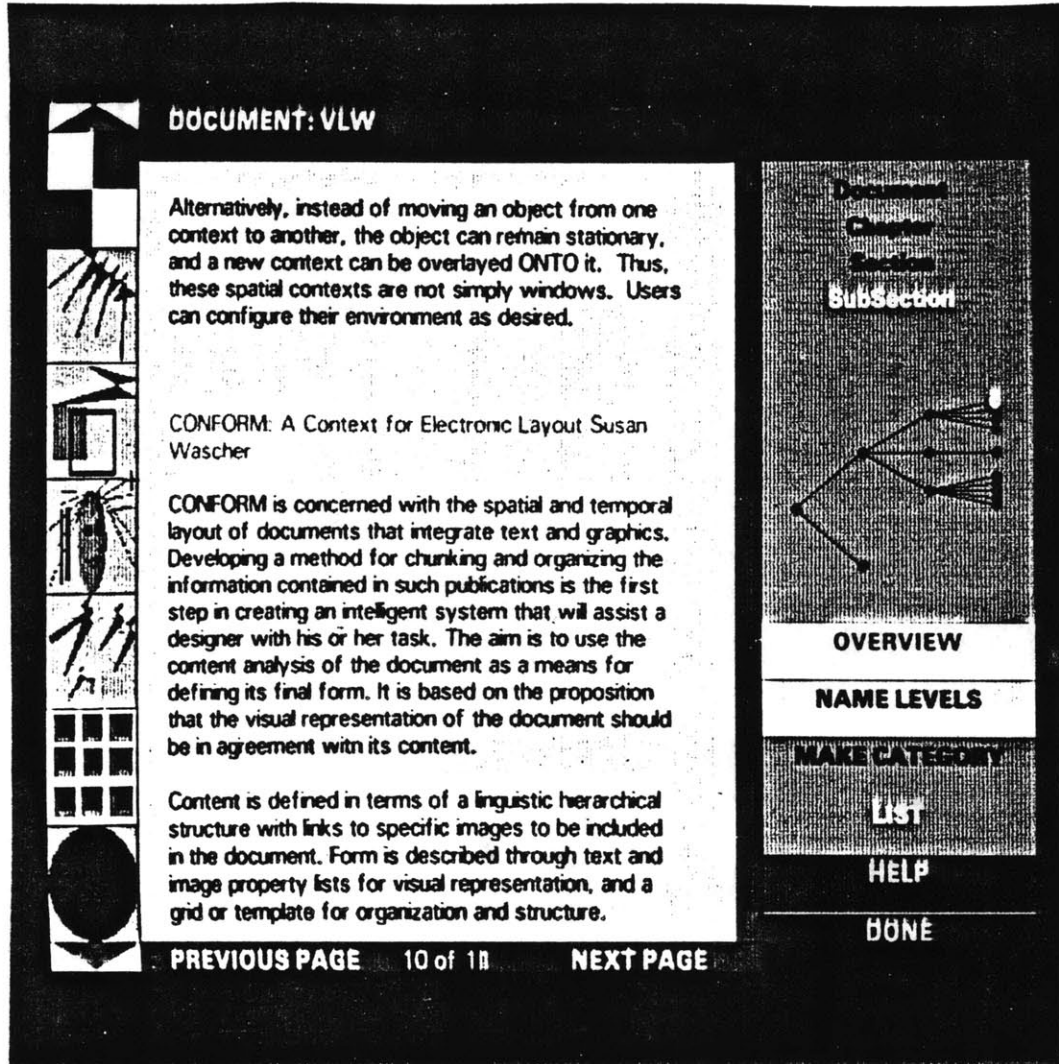 DOCUMENT: VLW
Alternatively, instead of moving an object from one
context to another, the object can remain stationary,
and a new context can be overlayed ONTO it. Thus,
these spatial contexts are not simply windows. Users
can configure their environment as desired.
CONFORM: A Context for Electronic Layout Susan
Wascher
CONFORM is concerned with the spatial and temporal
layout of documents that integrate text and graphics.
Developing a method for chunking and organizing the
information contained in such publications is the first
step in creating an intelligent system that will assist a
designer with his or her task. The aim is to use the
content analysis of the document as a means for
defining its final form. It is based on the proposition
that the visual representation of the document should
be in agreement witn its content.
Content is defined in terms of a linguistic hierarchical
structure with links to specific images to be included
in the document. Form is described through text and
image property lists for visual representation, and a
grid or template for organization and structure.
PREVIOUS PAGE 10 of NEXT PAGE
Document
Chapter
Section
SubSection
OVERVIEW
NAME LEVELS
MAKE CATEGORY
LIST
HELP
DONE